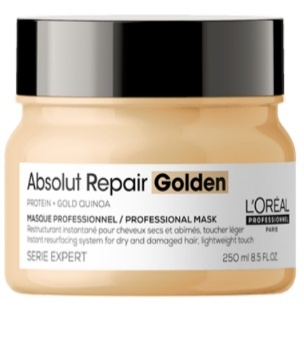 Absolut Repair Golden
PROTEIN + GOLD QUINOA
MASQUE PROFESSIONNEL / PROFESSIONAL MASK
Restructurant instantané pour cheveux secs et abîmés, toucher léger
Instant resurfacing system for dry and damaged hair, lightweight touch
SERIE EXPERT
250 ml 8.5 FL.OZ
L'ORÉAL
PROFESSIONNEL
PARIS